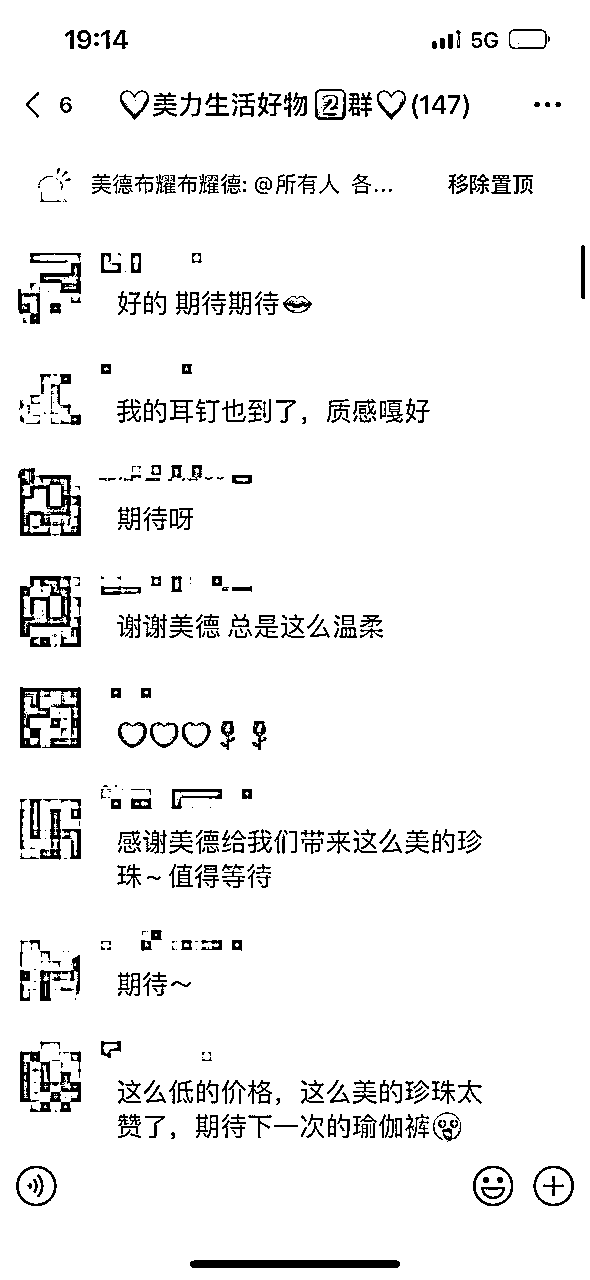 19:14
5G
6
♡美力生活好物2️⃣群♡(147)
美德布耀布耀德: @所有人 各...
移除置顶
好的 期待期待👄
我的耳钉也到了，质感嘎好
期待呀
谢谢美德 总是这么温柔
♡♡♡🌹🌹
感谢美德给我们带来这么美的珍
珠~值得等待
期待～
这么低的价格，这么美的珍珠太
赞了，期待下一次的瑜伽裤😱